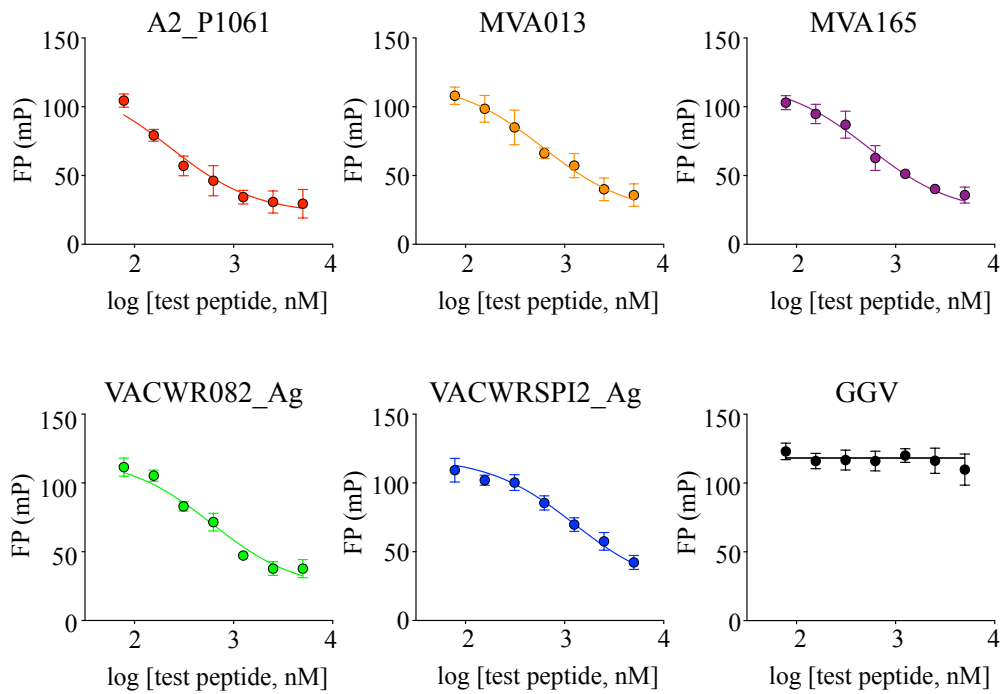 A2_P1061
150
100
50
0
FP (mP)
2 3 4
log [test peptide, nM]
MVA013
150
100
50
0
FP (mP)
2 3 4
log [test peptide, nM]
MVA165
150
100
50
0
FP (mP)
2 3 4
log [test peptide, nM]
VACWR082_Ag
150
100
50
0
FP (mP)
2 3 4
log [test peptide, nM]
VACWRSPI2_Ag
150
100
50
0
FP (mP)
2 3 4
log [test peptide, nM]
GGV
150
100
50
0
FP (mP)
2 3 4
log [test peptide, nM]